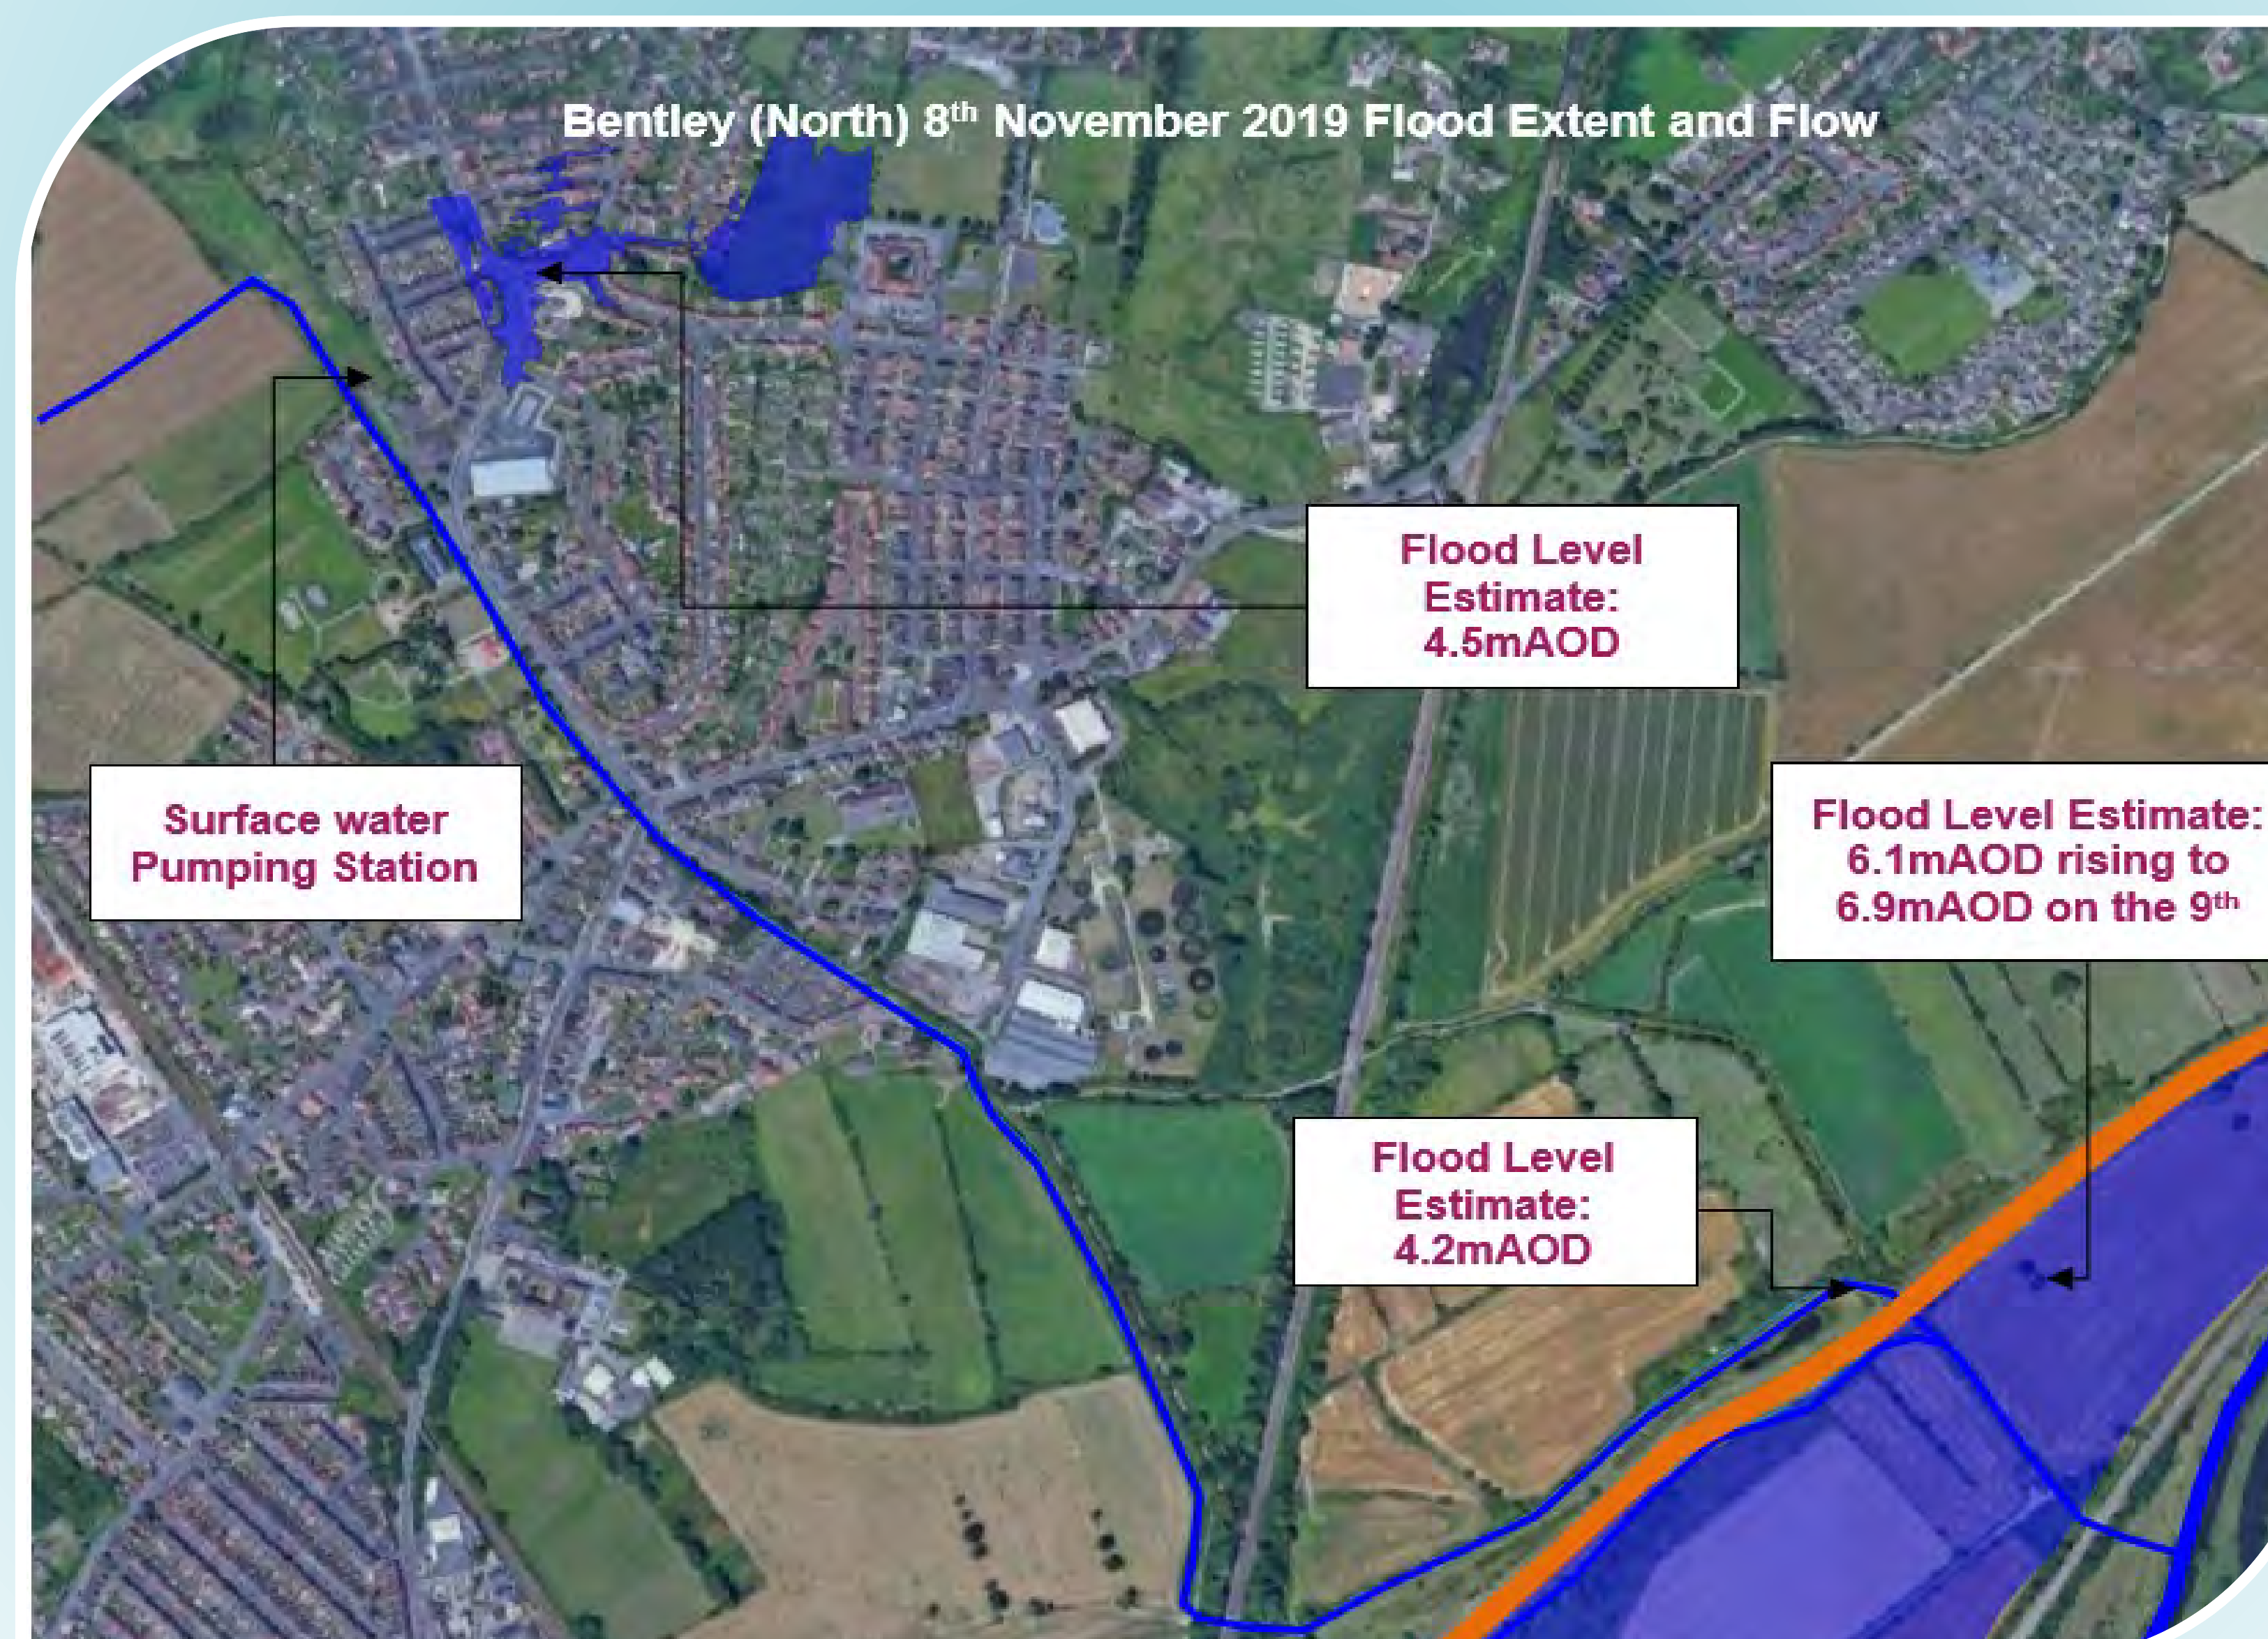 Bentley (North) 8th November 2019 Flood Extent and Flow
Flood Level
Estimate:
4.5mAOD
Surface water
Pumping Station
Flood Level Estimate:
6.1mAOD rising to
6.9mAOD on the 9th
Flood Level
Estimate:
4.2mAOD